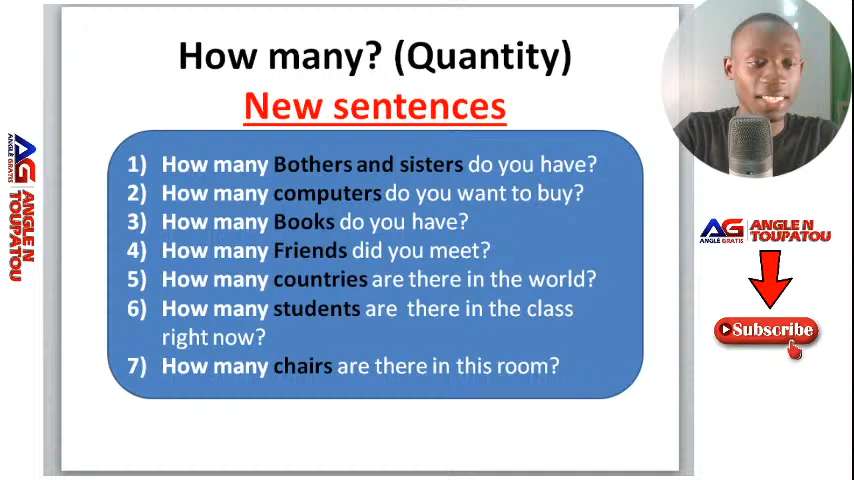 How many? (Quantity)
New sentences
1) How many Bothers and sisters do you have?
2) How many computers do you want to buy?
3) How many Books do you have?
4) How many Friends did you meet?
5) How many countries are there in the world?
6) How many students are there in the class
right now?
7) How many chairs are there in this room?
AG
ANGLÈ GRATIS
ANGLE N
TOUPATOU
AG
ANGLÈ GRATIS
ANGLE N
TOUPATOU
Subscribe